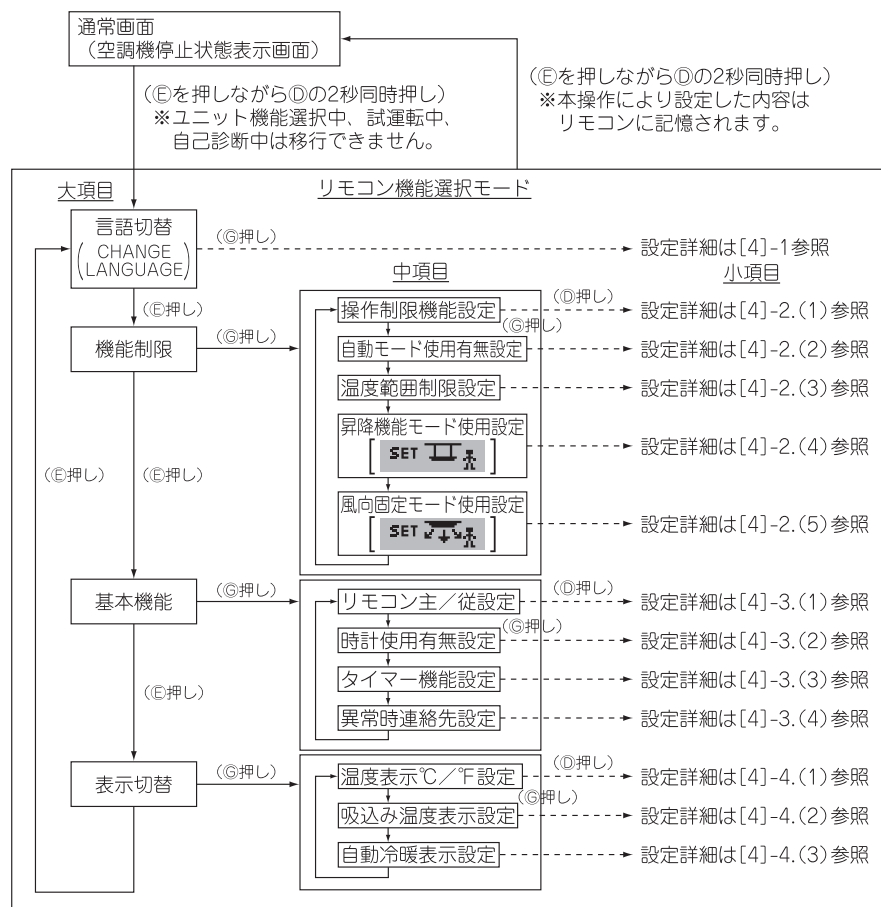 通常画面
（空調機停止状態表示画面）
（Ⓔを押しながらⒹの2秒同時押し）
※ユニット機能選択中、試運転中、
自己診断中は移行できません。
（Ⓔを押しながらⒹの2秒同時押し）
※本操作により設定した内容は
リモコンに記憶されます。
大項目
リモコン機能選択モード
言語切替
（CHANGE
LANGUAGE）
（Ⓖ押し）
設定詳細は[4]-1参照
中項目
小項目
（Ⓔ押し）
機能制限
（Ⓖ押し）
操作制限機能設定
（Ⓓ押し）
設定詳細は[4]-2.(1)参照
（Ⓖ押し）
自動モード使用有無設定
設定詳細は[4]-2.(2)参照
温度範囲制限設定
設定詳細は[4]-2.(3)参照
昇降機能モード使用設定
[SET]
設定詳細は[4]-2.(4)参照
（Ⓔ押し）
（Ⓔ押し）
風向固定モード使用設定
[SET]
設定詳細は[4]-2.(5)参照
基本機能
（Ⓖ押し）
リモコン主／従設定
（Ⓓ押し）
設定詳細は[4]-3.(1)参照
（Ⓖ押し）
時計使用有無設定
設定詳細は[4]-3.(2)参照
タイマー機能設定
設定詳細は[4]-3.(3)参照
（Ⓔ押し）
異常時連絡先設定
設定詳細は[4]-3.(4)参照
表示切替
（Ⓖ押し）
温度表示℃／℉設定
（Ⓓ押し）
設定詳細は[4]-4.(1)参照
（Ⓖ押し）
吸込み温度表示設定
設定詳細は[4]-4.(2)参照
自動冷暖表示設定
設定詳細は[4]-4.(3)参照